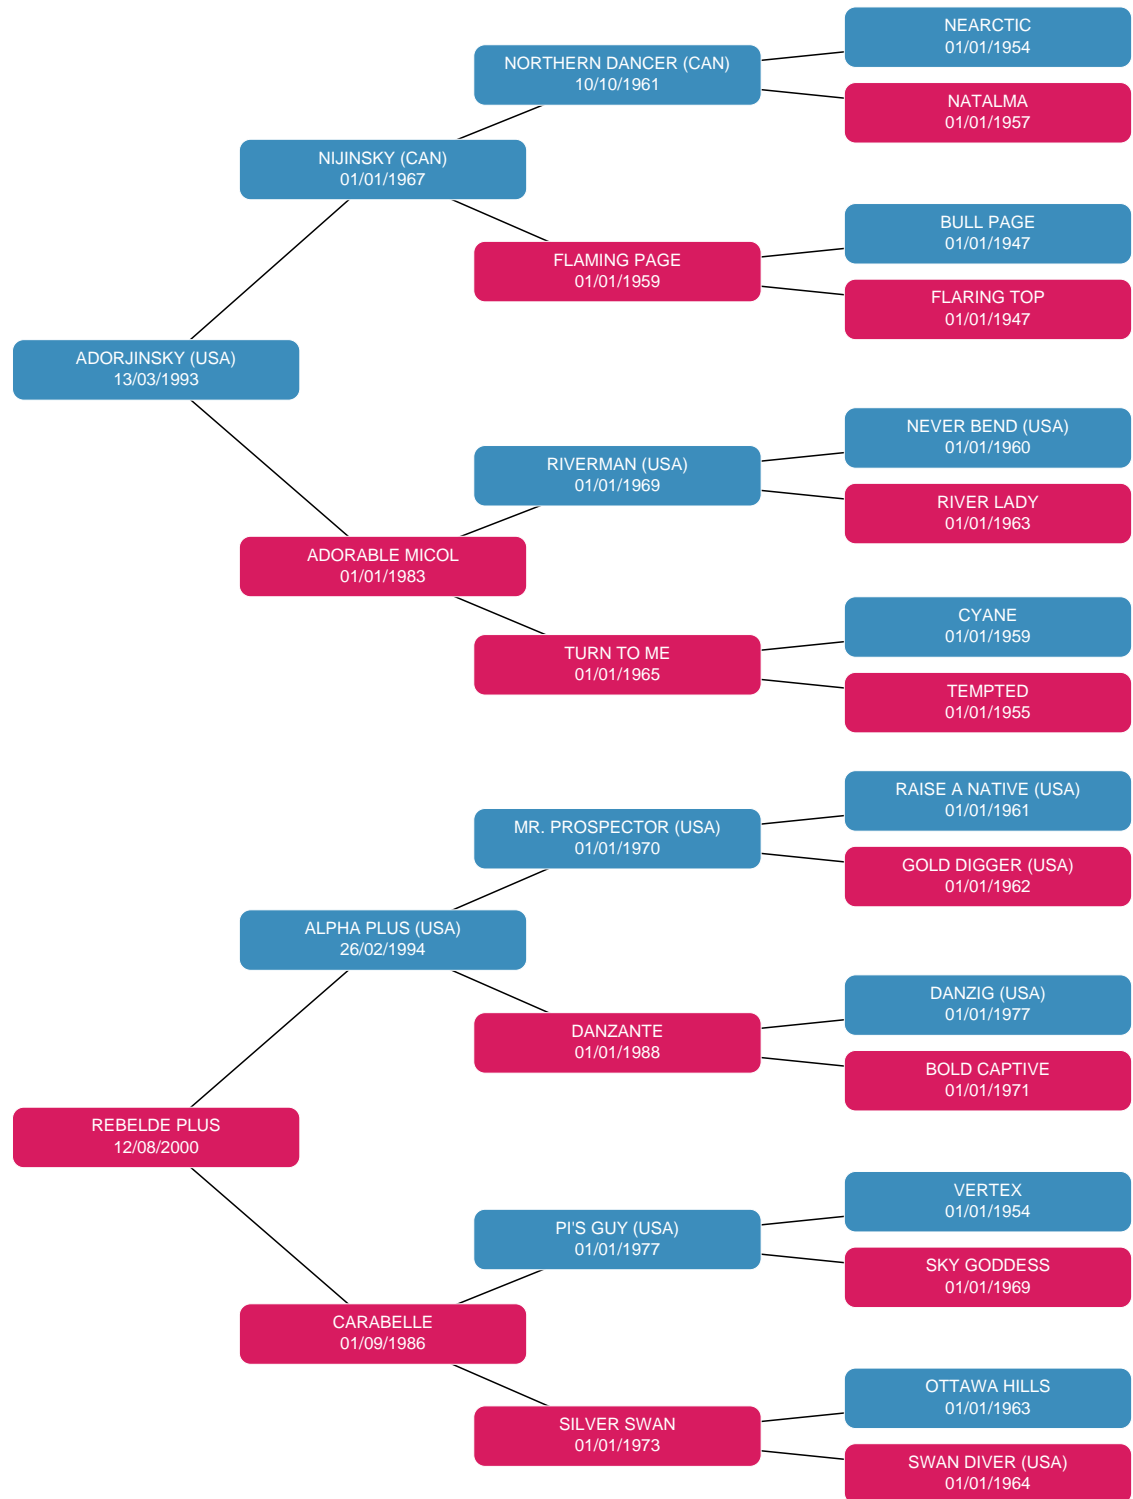 NEARCTIC
01/01/1954
NORTHERN DANCER (CAN)
10/10/1961
NATALMA
01/01/1957
NIJINSKY (CAN)
01/01/1967
BULL PAGE
01/01/1947
FLAMING PAGE
01/01/1959
FLARING TOP
01/01/1947
ADORJINSKY (USA)
13/03/1993
NEVER BEND (USA)
01/01/1960
RIVERMAN (USA)
01/01/1969
RIVER LADY
01/01/1963
ADORABLE MICOL
01/01/1983
CYANE
01/01/1959
TURN TO ME
01/01/1965
TEMPTED
01/01/1955
RAISE A NATIVE (USA)
01/01/1961
MR. PROSPECTOR (USA)
01/01/1970
GOLD DIGGER (USA)
01/01/1962
ALPHA PLUS (USA)
26/02/1994
DANZIG (USA)
01/01/1977
DANZANTE
01/01/1988
BOLD CAPTIVE
01/01/1971
REBELDE PLUS
12/08/2000
VERTEX
01/01/1954
PI'S GUY (USA)
01/01/1977
SKY GODDESS
01/01/1969
CARABELLE
01/09/1986
OTTAWA HILLS
01/01/1963
SILVER SWAN
01/01/1973
SWAN DIVER (USA)
01/01/1964